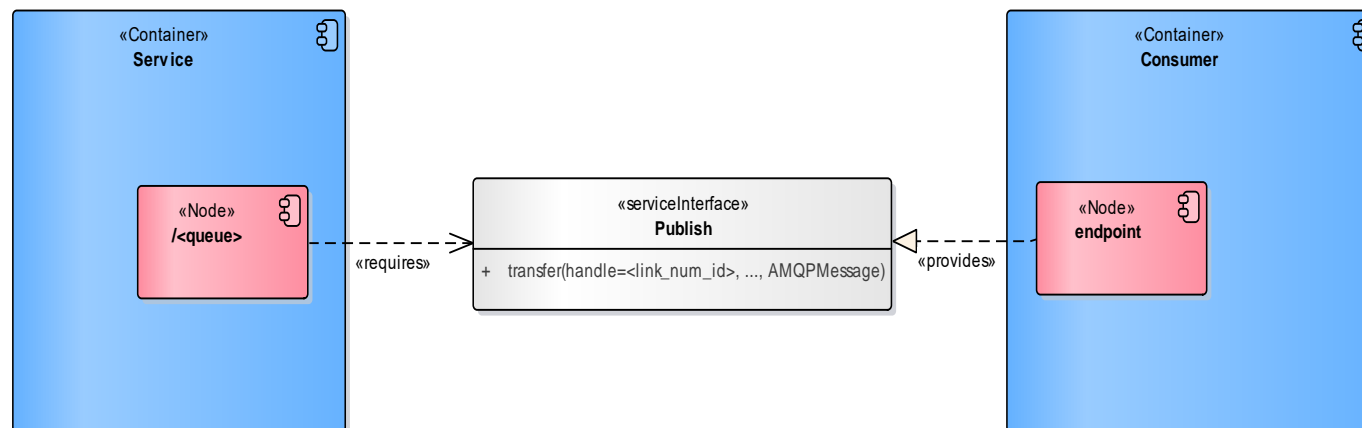 «Container»
Service
«Node»
/<queue>
«requires»
«serviceInterface»
Publish
+ transfer(handle=<link_num_id>, ..., AMQPMessage)
«provides»
«Container»
Consumer
«Node»
endpoint